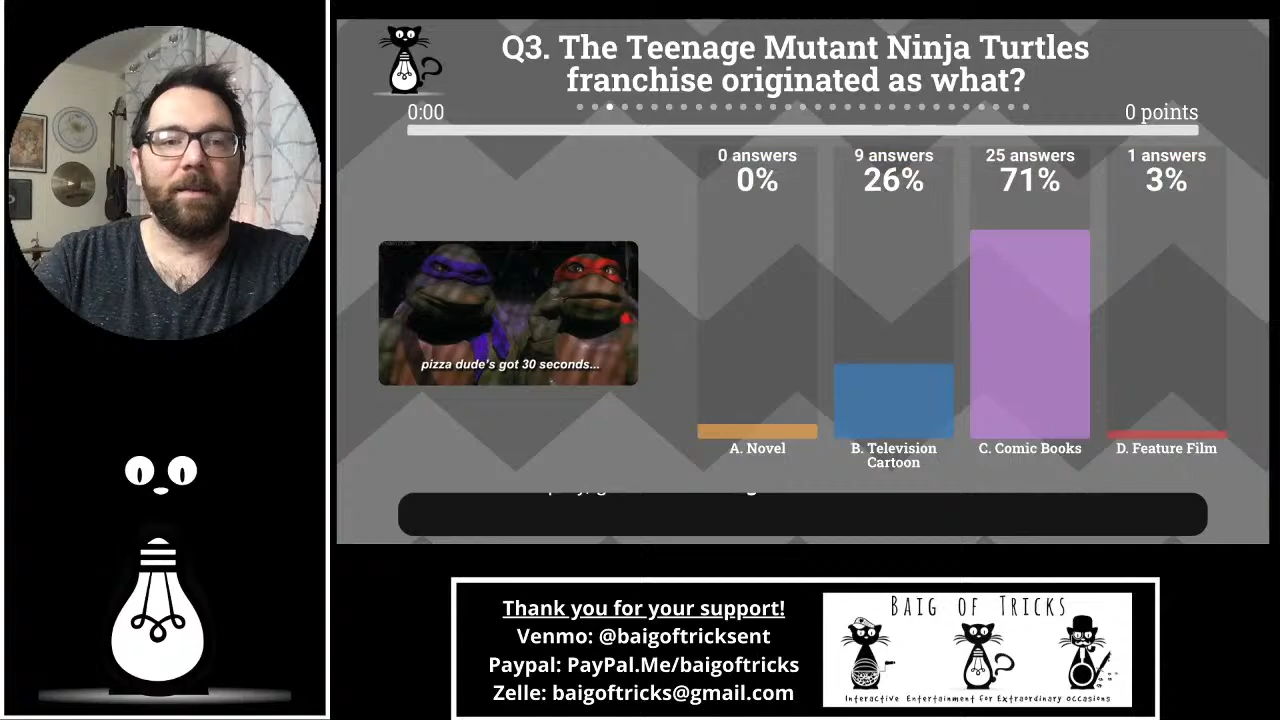 Q3. The Teenage Mutant Ninja Turtles
franchise originated as what?
0:00
0 points
0 answers
0%
9 answers
26%
25 answers
71%
1 answers
3%
pizza dude's got 30 seconds...
A. Novel
B. Television
Cartoon
C. Comic Books
D. Feature Film
Thank you for your support!
Venmo: @baigoftricksent
Paypal: PayPal.Me/baigoftricks
Zelle: baigoftricks@gmail.com
BAIG OF TRICKS
Interactive Entertainment for Extraordinary occasions